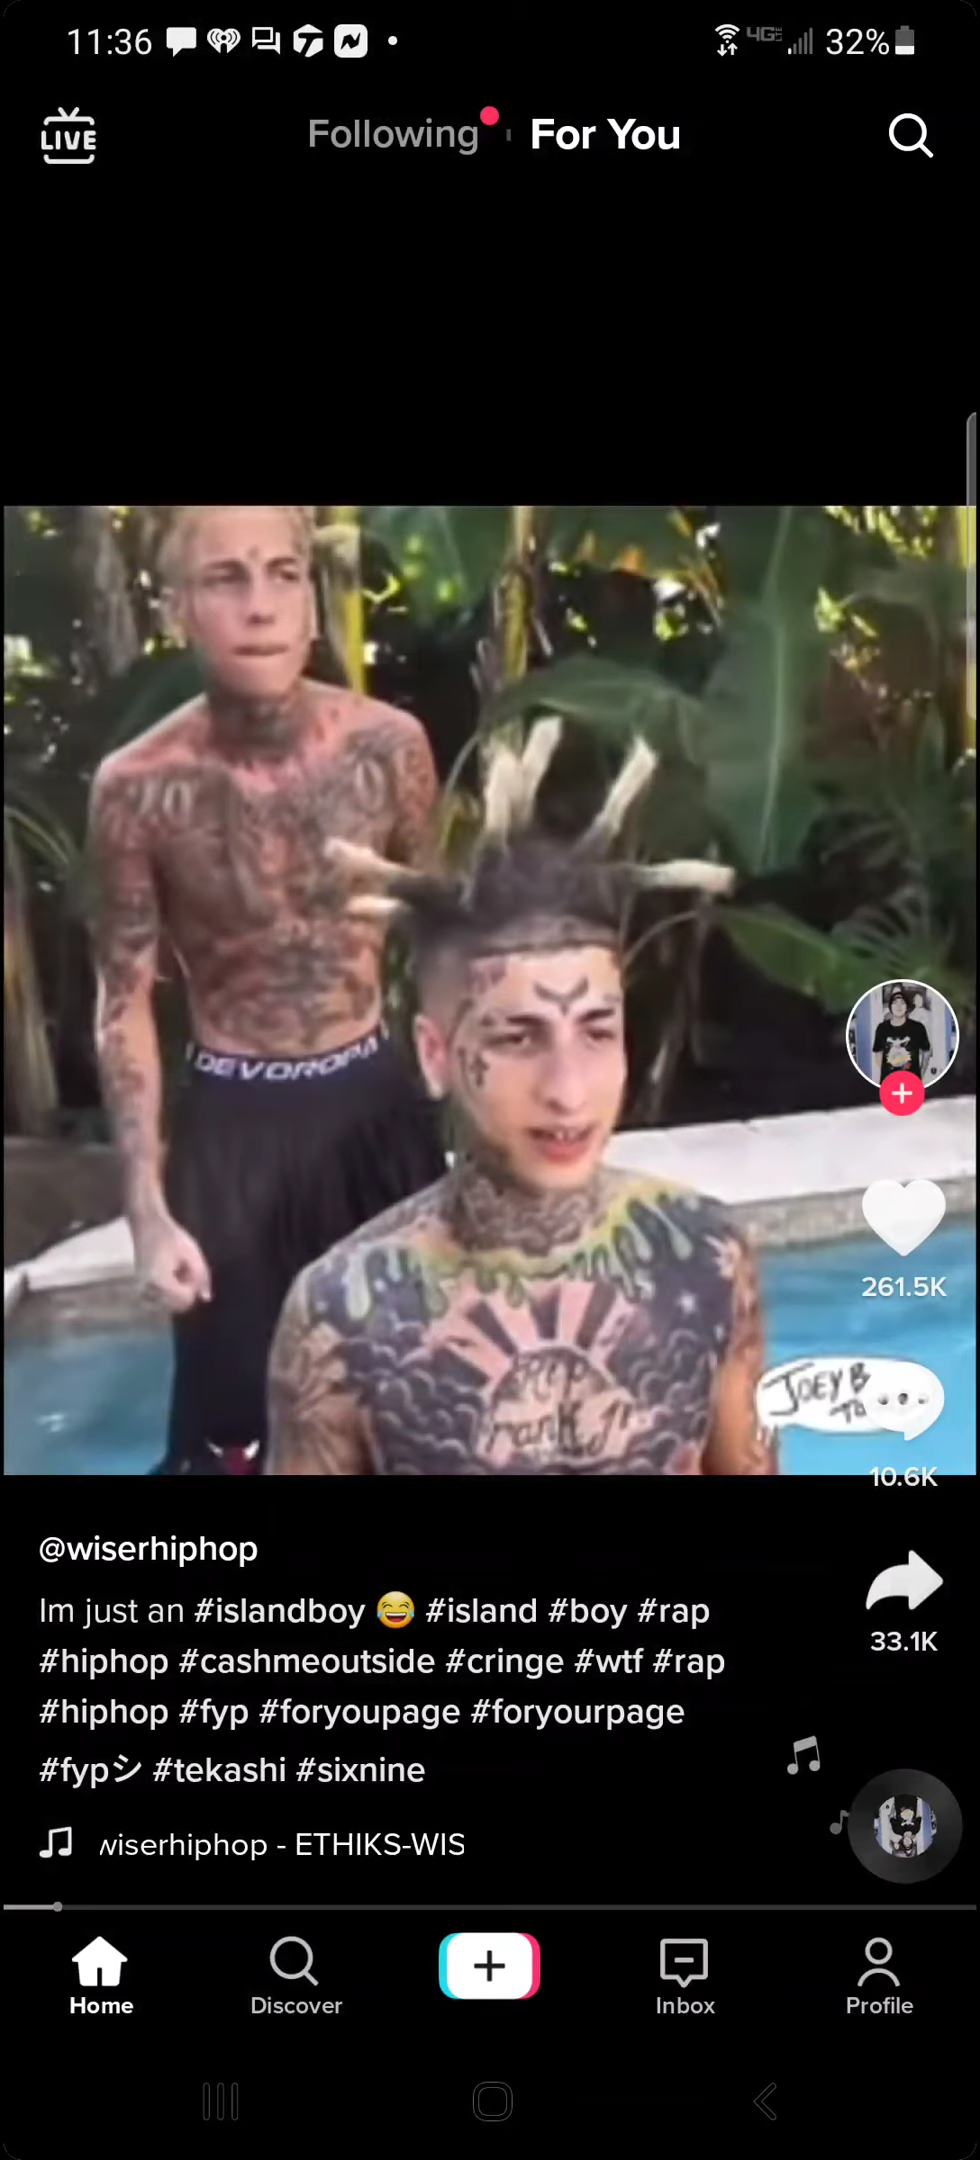 11:36
4GE
32%
LIVE
Following
For You
DEVOROPA
261.5K
JOEY B
10.6K
@wiserhiphop
Im just an #islandboy 😂 #island #boy #rap
#hiphop #cashmeoutside #cringe #wtf #rap
#hiphop #fyp #foryoupage #foryourpage
#fypシ #tekashi #sixnine
33.1K
wiserhiphop - ETHIKS-WIS
Home
Discover
Inbox
Profile